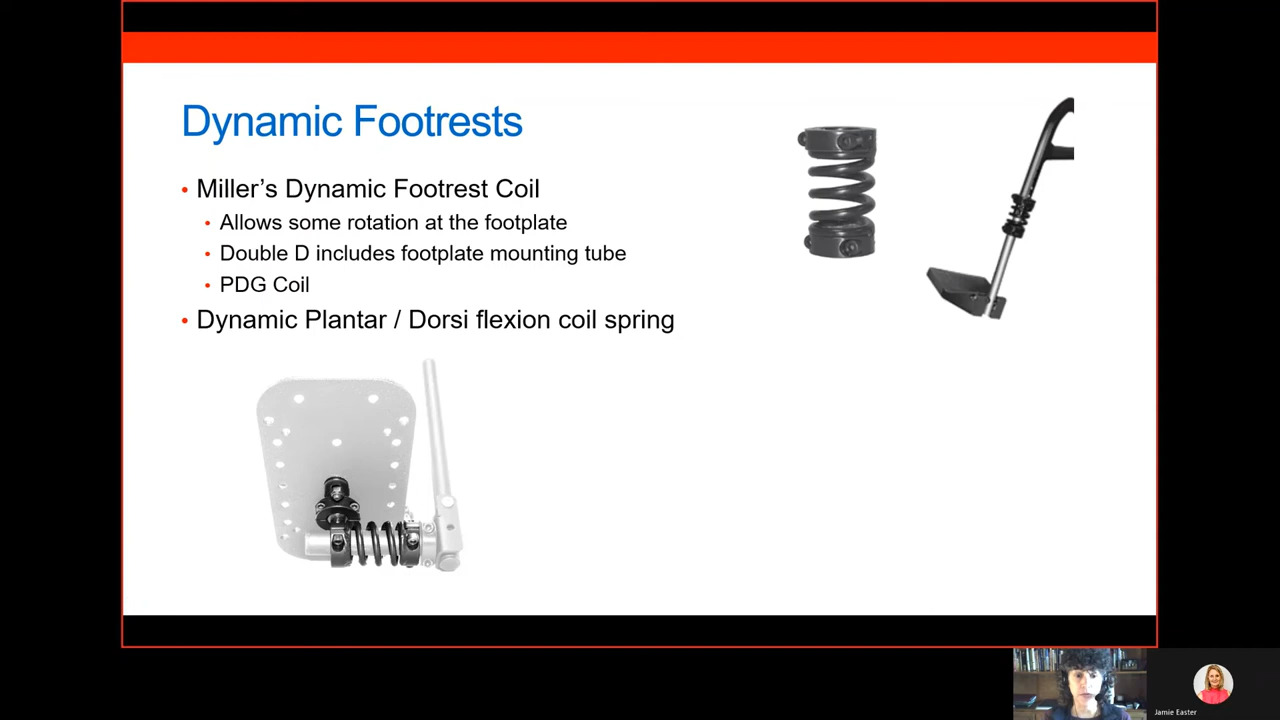 Dynamic Footrests
• Miller's Dynamic Footrest Coil
• Allows some rotation at the footplate
• Double D includes footplate mounting tube
• PDG Coil
• Dynamic Plantar / Dorsi flexion coil spring
Jamie Easter